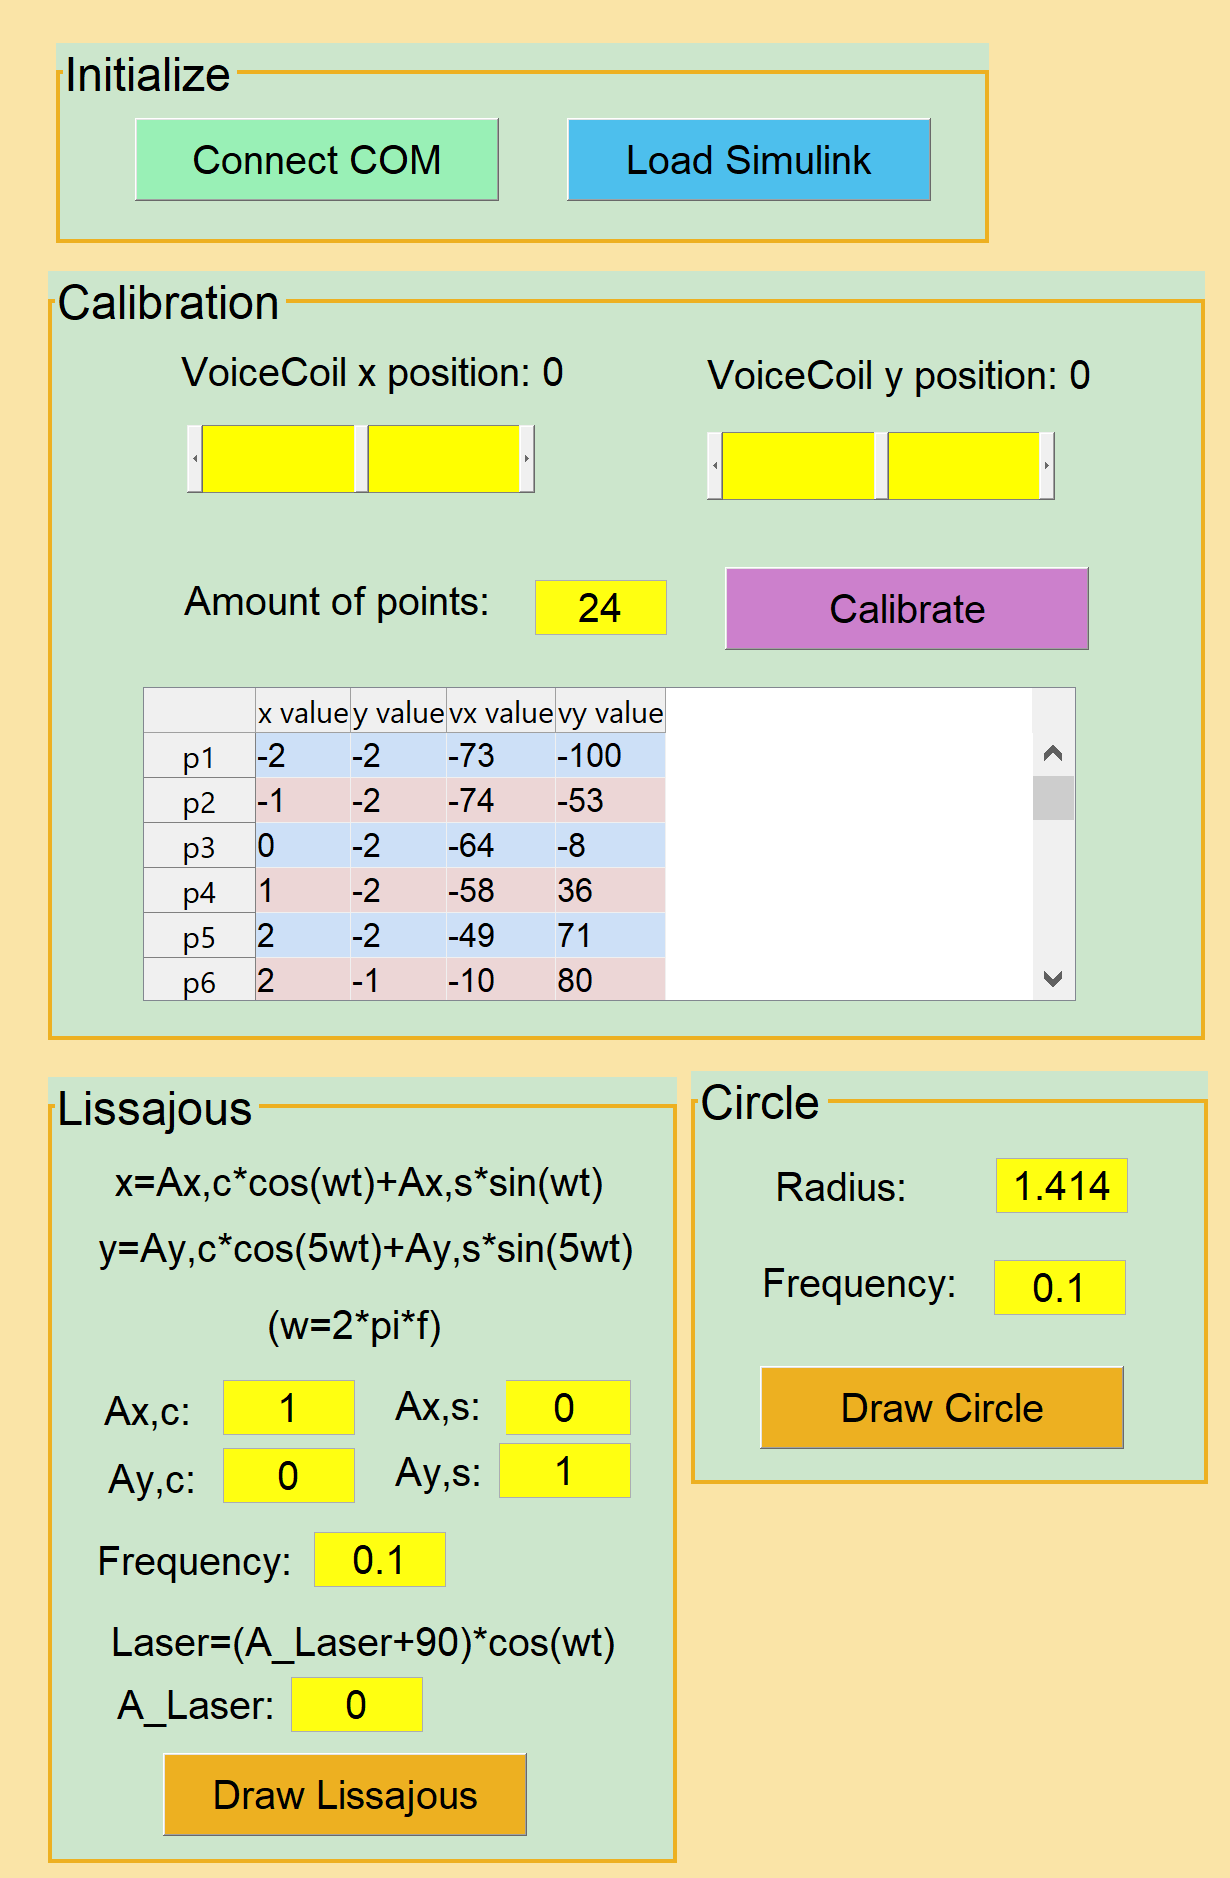 Initialize
Connect COM
Load Simulink
Calibration
VoiceCoil x position: 0
VoiceCoil y position: 0
Amount of points: 24
Calibrate
x value y value vx value vy value
p1 -2 -2 -73 -100
p2 -1 -2 -74 -53
p3 0 -2 -64 -8
p4 1 -2 -58 36
p5 2 -2 -49 71
p6 2 -1 -10 80
Lissajous
x=Ax,c*cos(wt)+Ax,s*sin(wt)
y=Ay,c*cos(5wt)+Ay,s*sin(5wt)
(w=2*pi*f)
Ax,c: 1 Ax,s: 0
Ay,c: 0 Ay,s: 1
Frequency: 0.1
Laser=(A_Laser+90)*cos(wt)
A_Laser: 0
Draw Lissajous
Circle
Radius: 1.414
Frequency: 0.1
Draw Circle